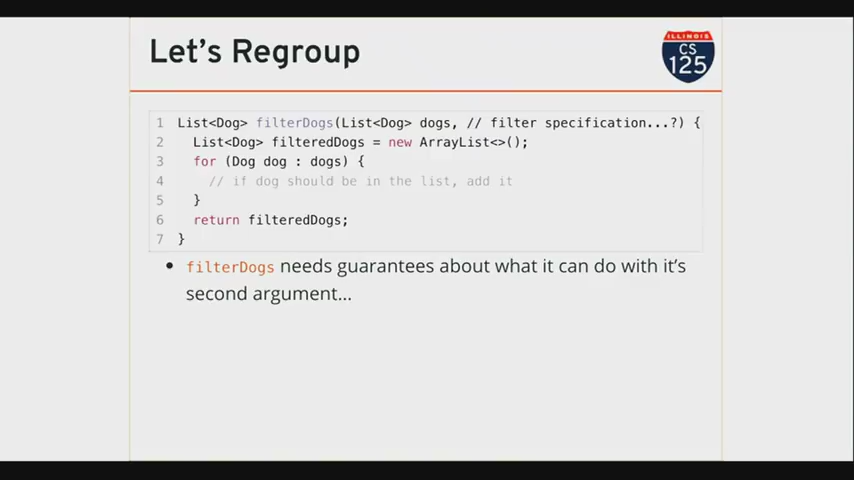 Let's Regroup
ILLINOIS
CS
125
1 List<Dog> filterDogs(List<Dog> dogs, // filter specification...?) {
2 List<Dog> filteredDogs = new ArrayList<>();
3 for (Dog dog : dogs) {
4 // if dog should be in the list, add it
5 }
6 return filteredDogs;
7 }
• filterDogs needs guarantees about what it can do with it's
second argument...